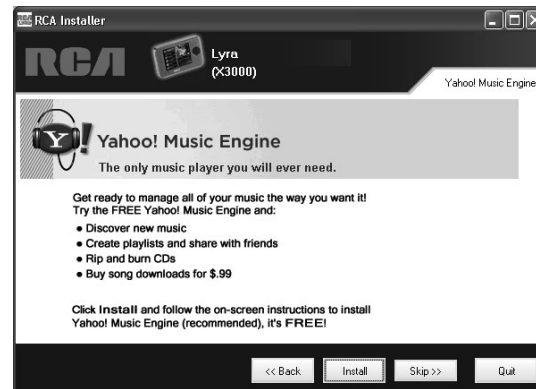 RCA Installer
RCA
Lyra
(X3000)
Yahoo! Music Engine
Y!
Yahoo! Music Engine
The only music player you will ever need.
Get ready to manage all of your music the way you want it!
Try the FREE Yahoo! Music Engine and:
• Discover new music
• Create playlists and share with friends
• Rip and burn CDs
• Buy song downloads for $.99
Click Install and follow the on-screen instructions to install
Yahoo! Music Engine (recommended), it's FREE!
<< Back
Install
Skip >>
Quit